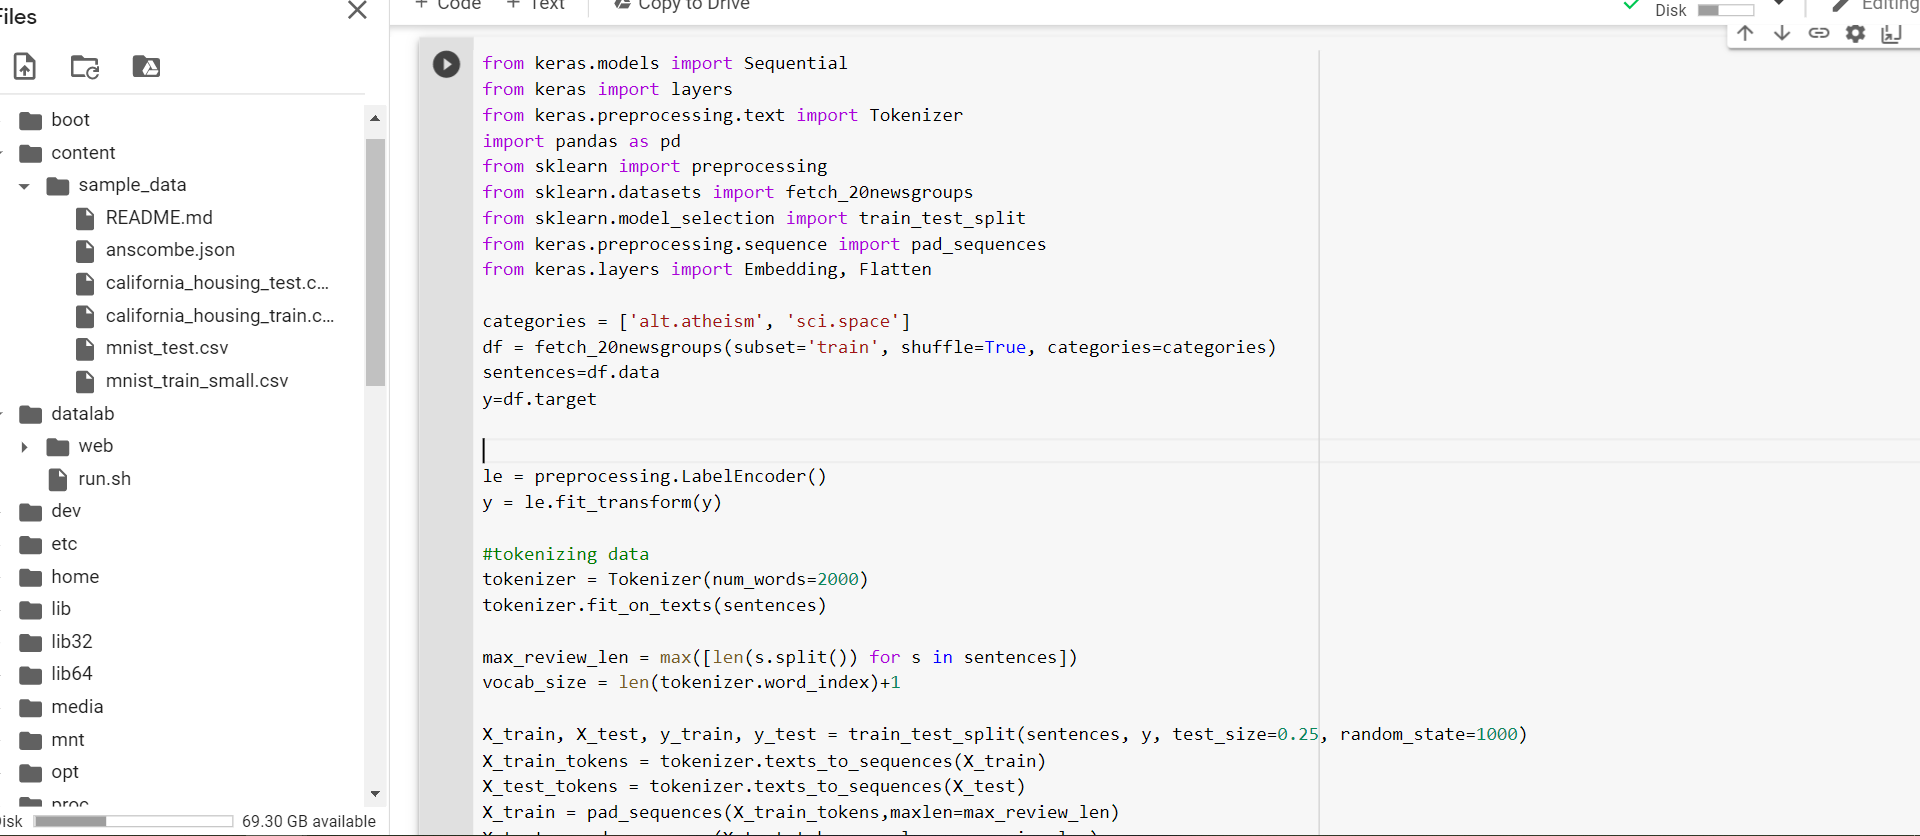 Files
boot
content
sample_data
README.md
anscombe.json
california_housing_test.c...
california_housing_train.c...
mnist_test.csv
mnist_train_small.csv
datalab
web
run.sh
dev
etc
home
lib
lib32
lib64
media
mnt
opt
proc
Disk 69.30 GB available
+ Code + Text Copy to Drive
Disk Editing
from keras.models import Sequential
from keras import layers
from keras.preprocessing.text import Tokenizer
import pandas as pd
from sklearn import preprocessing
from sklearn.datasets import fetch_20newsgroups
from sklearn.model_selection import train_test_split
from keras.preprocessing.sequence import pad_sequences
from keras.layers import Embedding, Flatten
categories = ['alt.atheism', 'sci.space']
df = fetch_20newsgroups(subset='train', shuffle=True, categories=categories)
sentences=df.data
y=df.target
le = preprocessing.LabelEncoder()
y = le.fit_transform(y)
#tokenizing data
tokenizer = Tokenizer(num_words=2000)
tokenizer.fit_on_texts(sentences)
max_review_len = max([len(s.split()) for s in sentences])
vocab_size = len(tokenizer.word_index)+1
X_train, X_test, y_train, y_test = train_test_split(sentences, y, test_size=0.25, random_state=1000)
X_train_tokens = tokenizer.texts_to_sequences(X_train)
X_test_tokens = tokenizer.texts_to_sequences(X_test)
X_train = pad_sequences(X_train_tokens,maxlen=max_review_len)